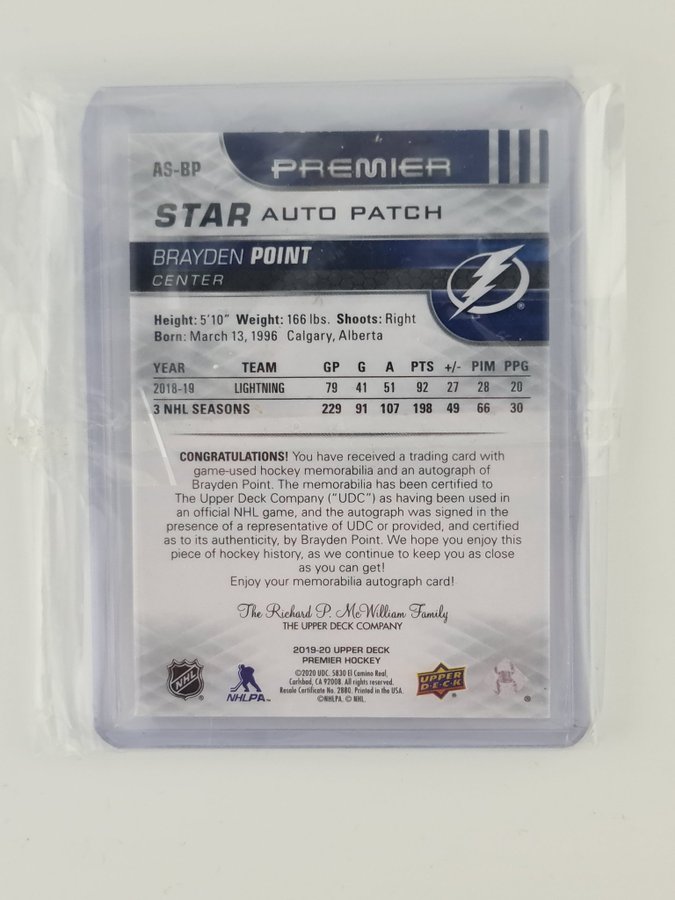 AS-BP
PREMIER
STAR AUTO PATCH
BRAYDEN POINT
CENTER
Height: 5'10" Weight: 166 lbs. Shoots: Right
Born: March 13, 1996 Calgary, Alberta
YEAR TEAM GP G A PTS +/- PIM PPG
2018-19 LIGHTNING 79 41 51 92 27 28 20
3 NHL SEASONS 229 91 107 198 49 66 30
CONGRATULATIONS! You have received a trading card with
game-used hockey memorabilia and an autograph of
Brayden Point. The memorabilia has been certified to
The Upper Deck Company ("UDC") as having been used in
an official NHL game, and the autograph was signed in the
presence of a representative of UDC or provided, and certified
as to its authenticity, by Brayden Point. We hope you enjoy this
piece of hockey history, as we continue to keep you as close
as you can get!
Enjoy your memorabilia autograph card!
The Richard P. McWilliam Family
THE UPPER DECK COMPANY
2019-20 UPPER DECK
PREMIER HOCKEY
©2020 UDC. 5830 El Camino Real,
Carlsbad, CA 92008. All rights reserved.
Resale Certificate No. 2880. Printed in the USA.
©NHLPA. © NHL.
NHL
NHLPA™
UPPER
DECK